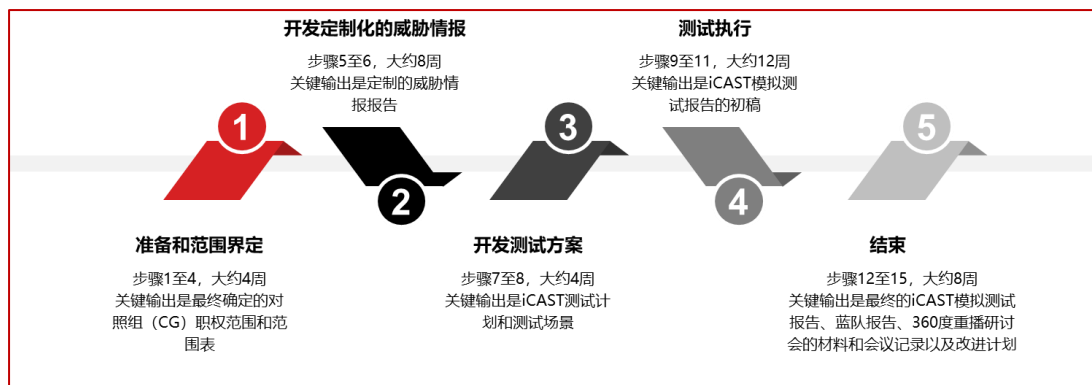 开发定制化的威胁情报
步骤5至6，大约8周
关键输出是定制的威胁情
报报告
测试执行
步骤9至11，大约12周
关键输出是iCAST模拟测
试报告的初稿
1
2
3
4
5
准备和范围界定
步骤1至4，大约4周
关键输出是最终确定的对
照组（CG）职权范围和范
围表
开发测试方案
步骤7至8，大约4周
关键输出是iCAST测试计
划和测试场景
结束
步骤12至15，大约8周
关键输出是最终的iCAST模拟测试
报告、蓝队报告、360度重播研讨
会的材料和会议记录以及改进计划